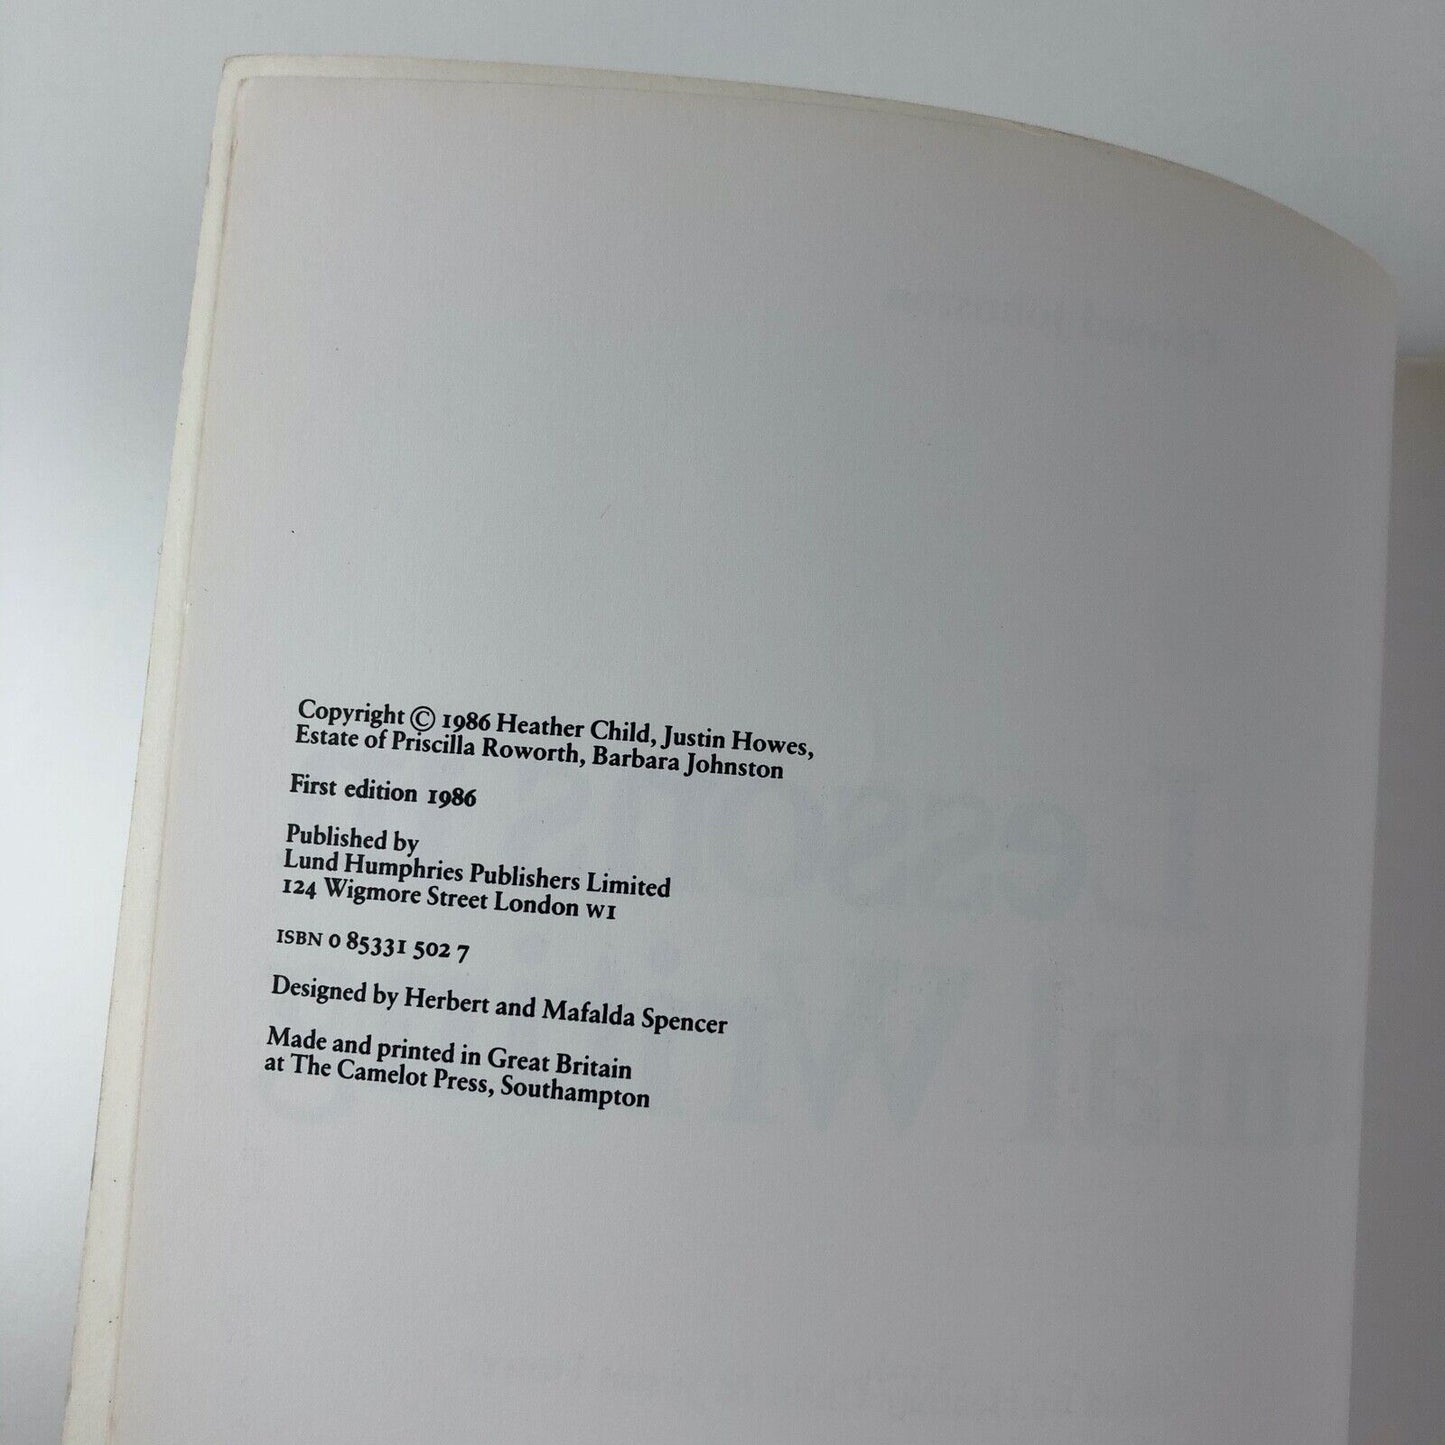 Copyright © 1986 Heather Child, Justin Howes,
Estate of Priscilla Roworth, Barbara Johnston
First edition 1986
Published by
Lund Humphries Publishers Limited
124 Wigmore Street London W1
ISBN 0 85331 502 7
Designed by Herbert and Mafalda Spencer
Made and printed in Great Britain
at The Camelot Press, Southampton